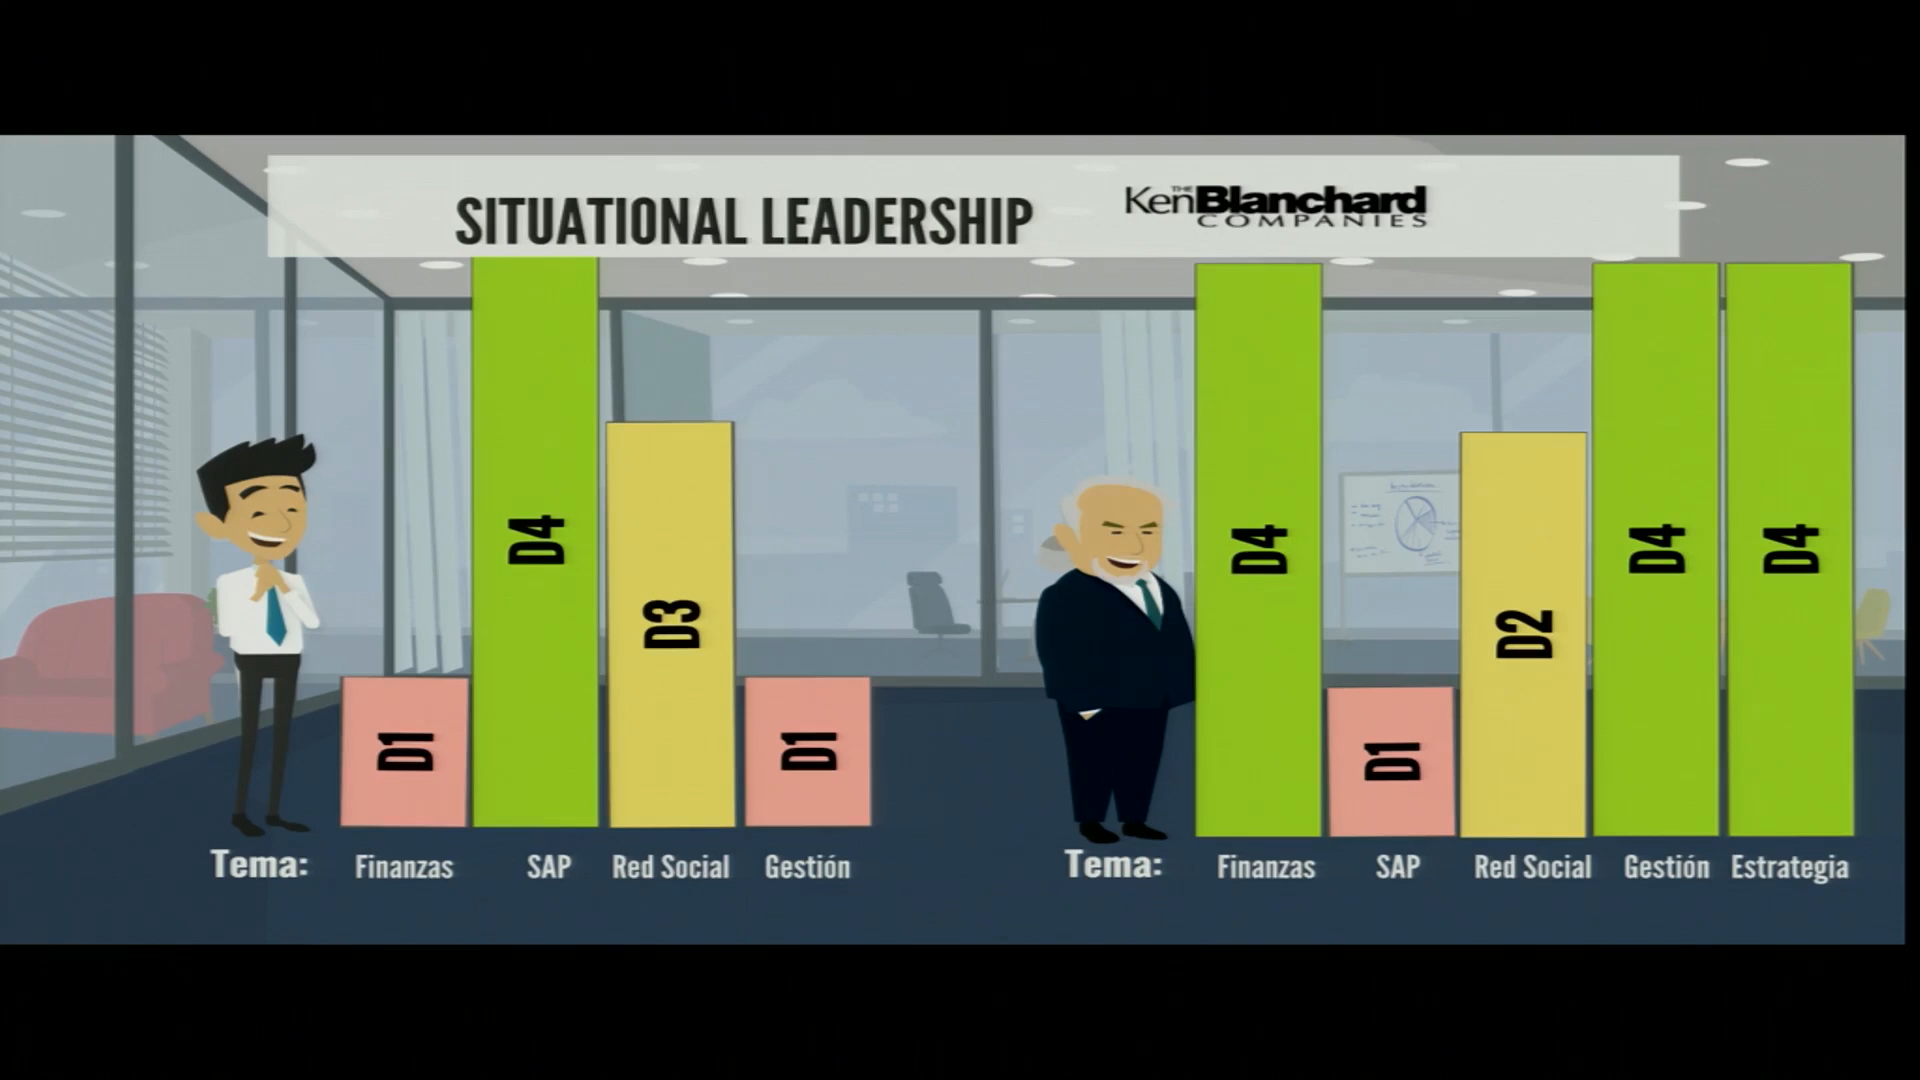 SITUATIONAL LEADERSHIP
Ken THE Blanchard
COMPANIES
D1
D4
D3
D1
D4
D1
D2
D4
D4
Tema: Finanzas SAP Red Social Gestión
Tema: Finanzas SAP Red Social Gestión Estrategia